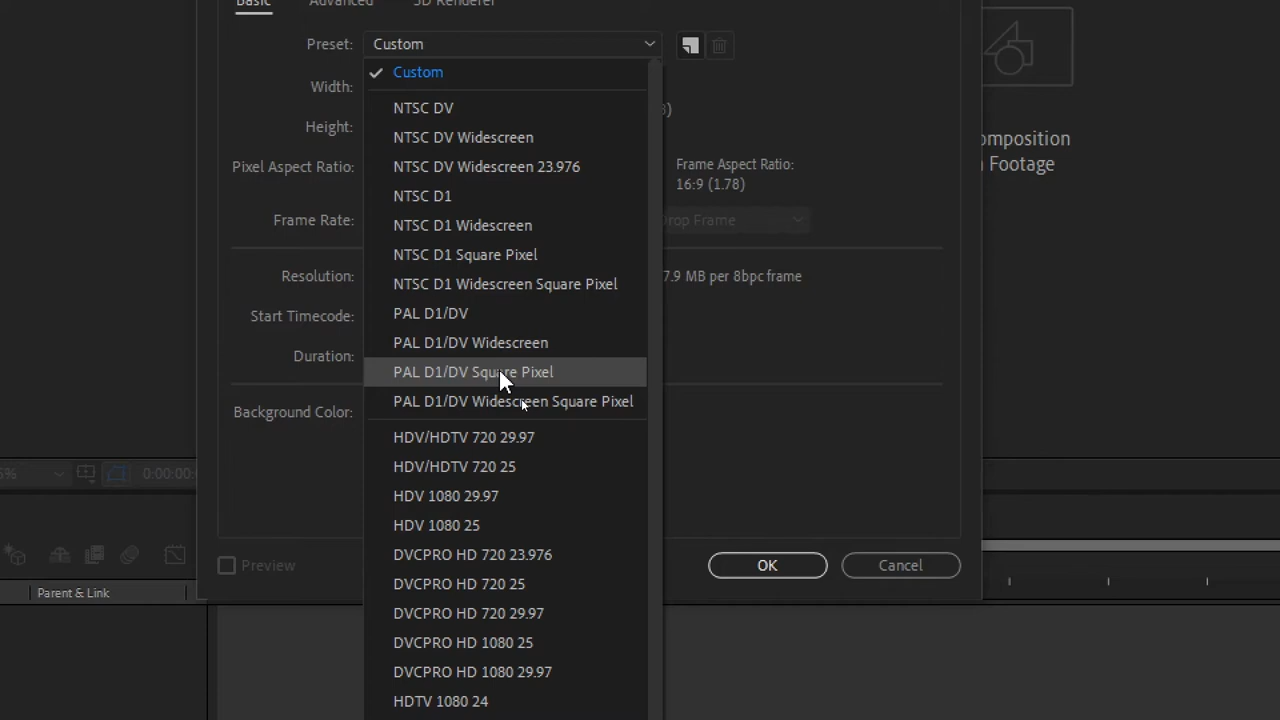 Basic Advanced 3D Renderer
Preset: Custom
Custom
Width:
NTSC DV
Height:
NTSC DV Widescreen
Composition
Pixel Aspect Ratio:
NTSC DV Widescreen 23.976
Frame Aspect Ratio:
Footage
16:9 (1.78)
NTSC D1
Frame Rate:
NTSC D1 Widescreen
Drop Frame
NTSC D1 Square Pixel
Resolution:
NTSC D1 Widescreen Square Pixel
7.9 MB per 8bpc frame
Start Timecode:
PAL D1/DV
PAL D1/DV Widescreen
Duration:
PAL D1/DV Square Pixel
PAL D1/DV Widescreen Square Pixel
Background Color:
HDV/HDTV 720 29.97
HDV/HDTV 720 25
0:00:00:
HDV 1080 29.97
HDV 1080 25
DVCPRO HD 720 23.976
Preview
OK
Cancel
DVCPRO HD 720 25
Parent & Link
DVCPRO HD 720 29.97
DVCPRO HD 1080 25
DVCPRO HD 1080 29.97
HDTV 1080 24